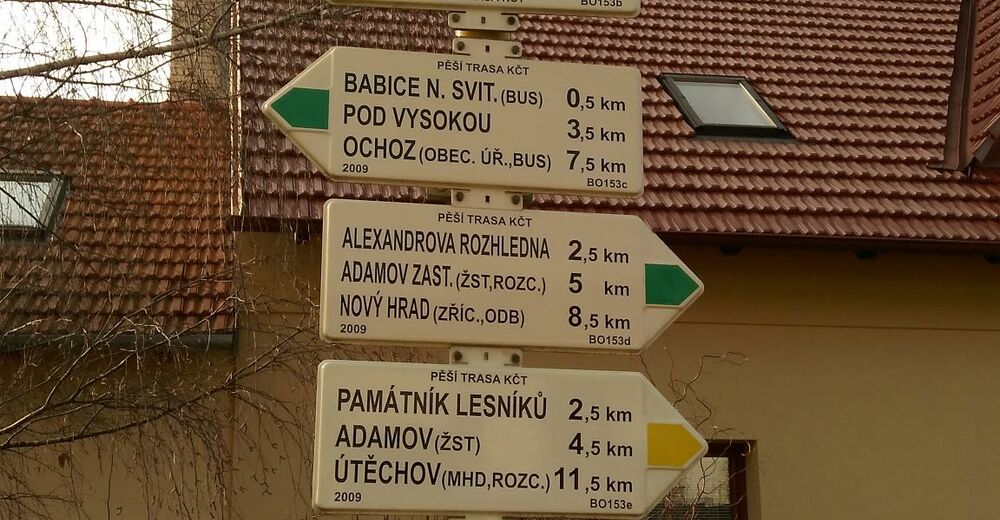 BO153b
PĚŠÍ TRASA KČT
BABICE N. SVIT. (BUS) 0,5 km
POD VYSOKOU 3,5 km
OCHOZ (OBEC. ÚŘ.,BUS) 7,5 km
2009 BO153c
PĚŠÍ TRASA KČT
ALEXANDROVA ROZHLEDNA 2,5 km
ADAMOV ZAST. (ŽST,ROZC.) 5 km
NOVÝ HRAD (ZŘÍC.,ODB) 8,5 km
2009 BO153d
PĚŠÍ TRASA KČT
PAMÁTNÍK LESNÍKŮ 2,5 km
ADAMOV (ŽST) 4,5 km
ÚTĚCHOV (MHD,ROZC.) 11,5 km
2009 BO153e